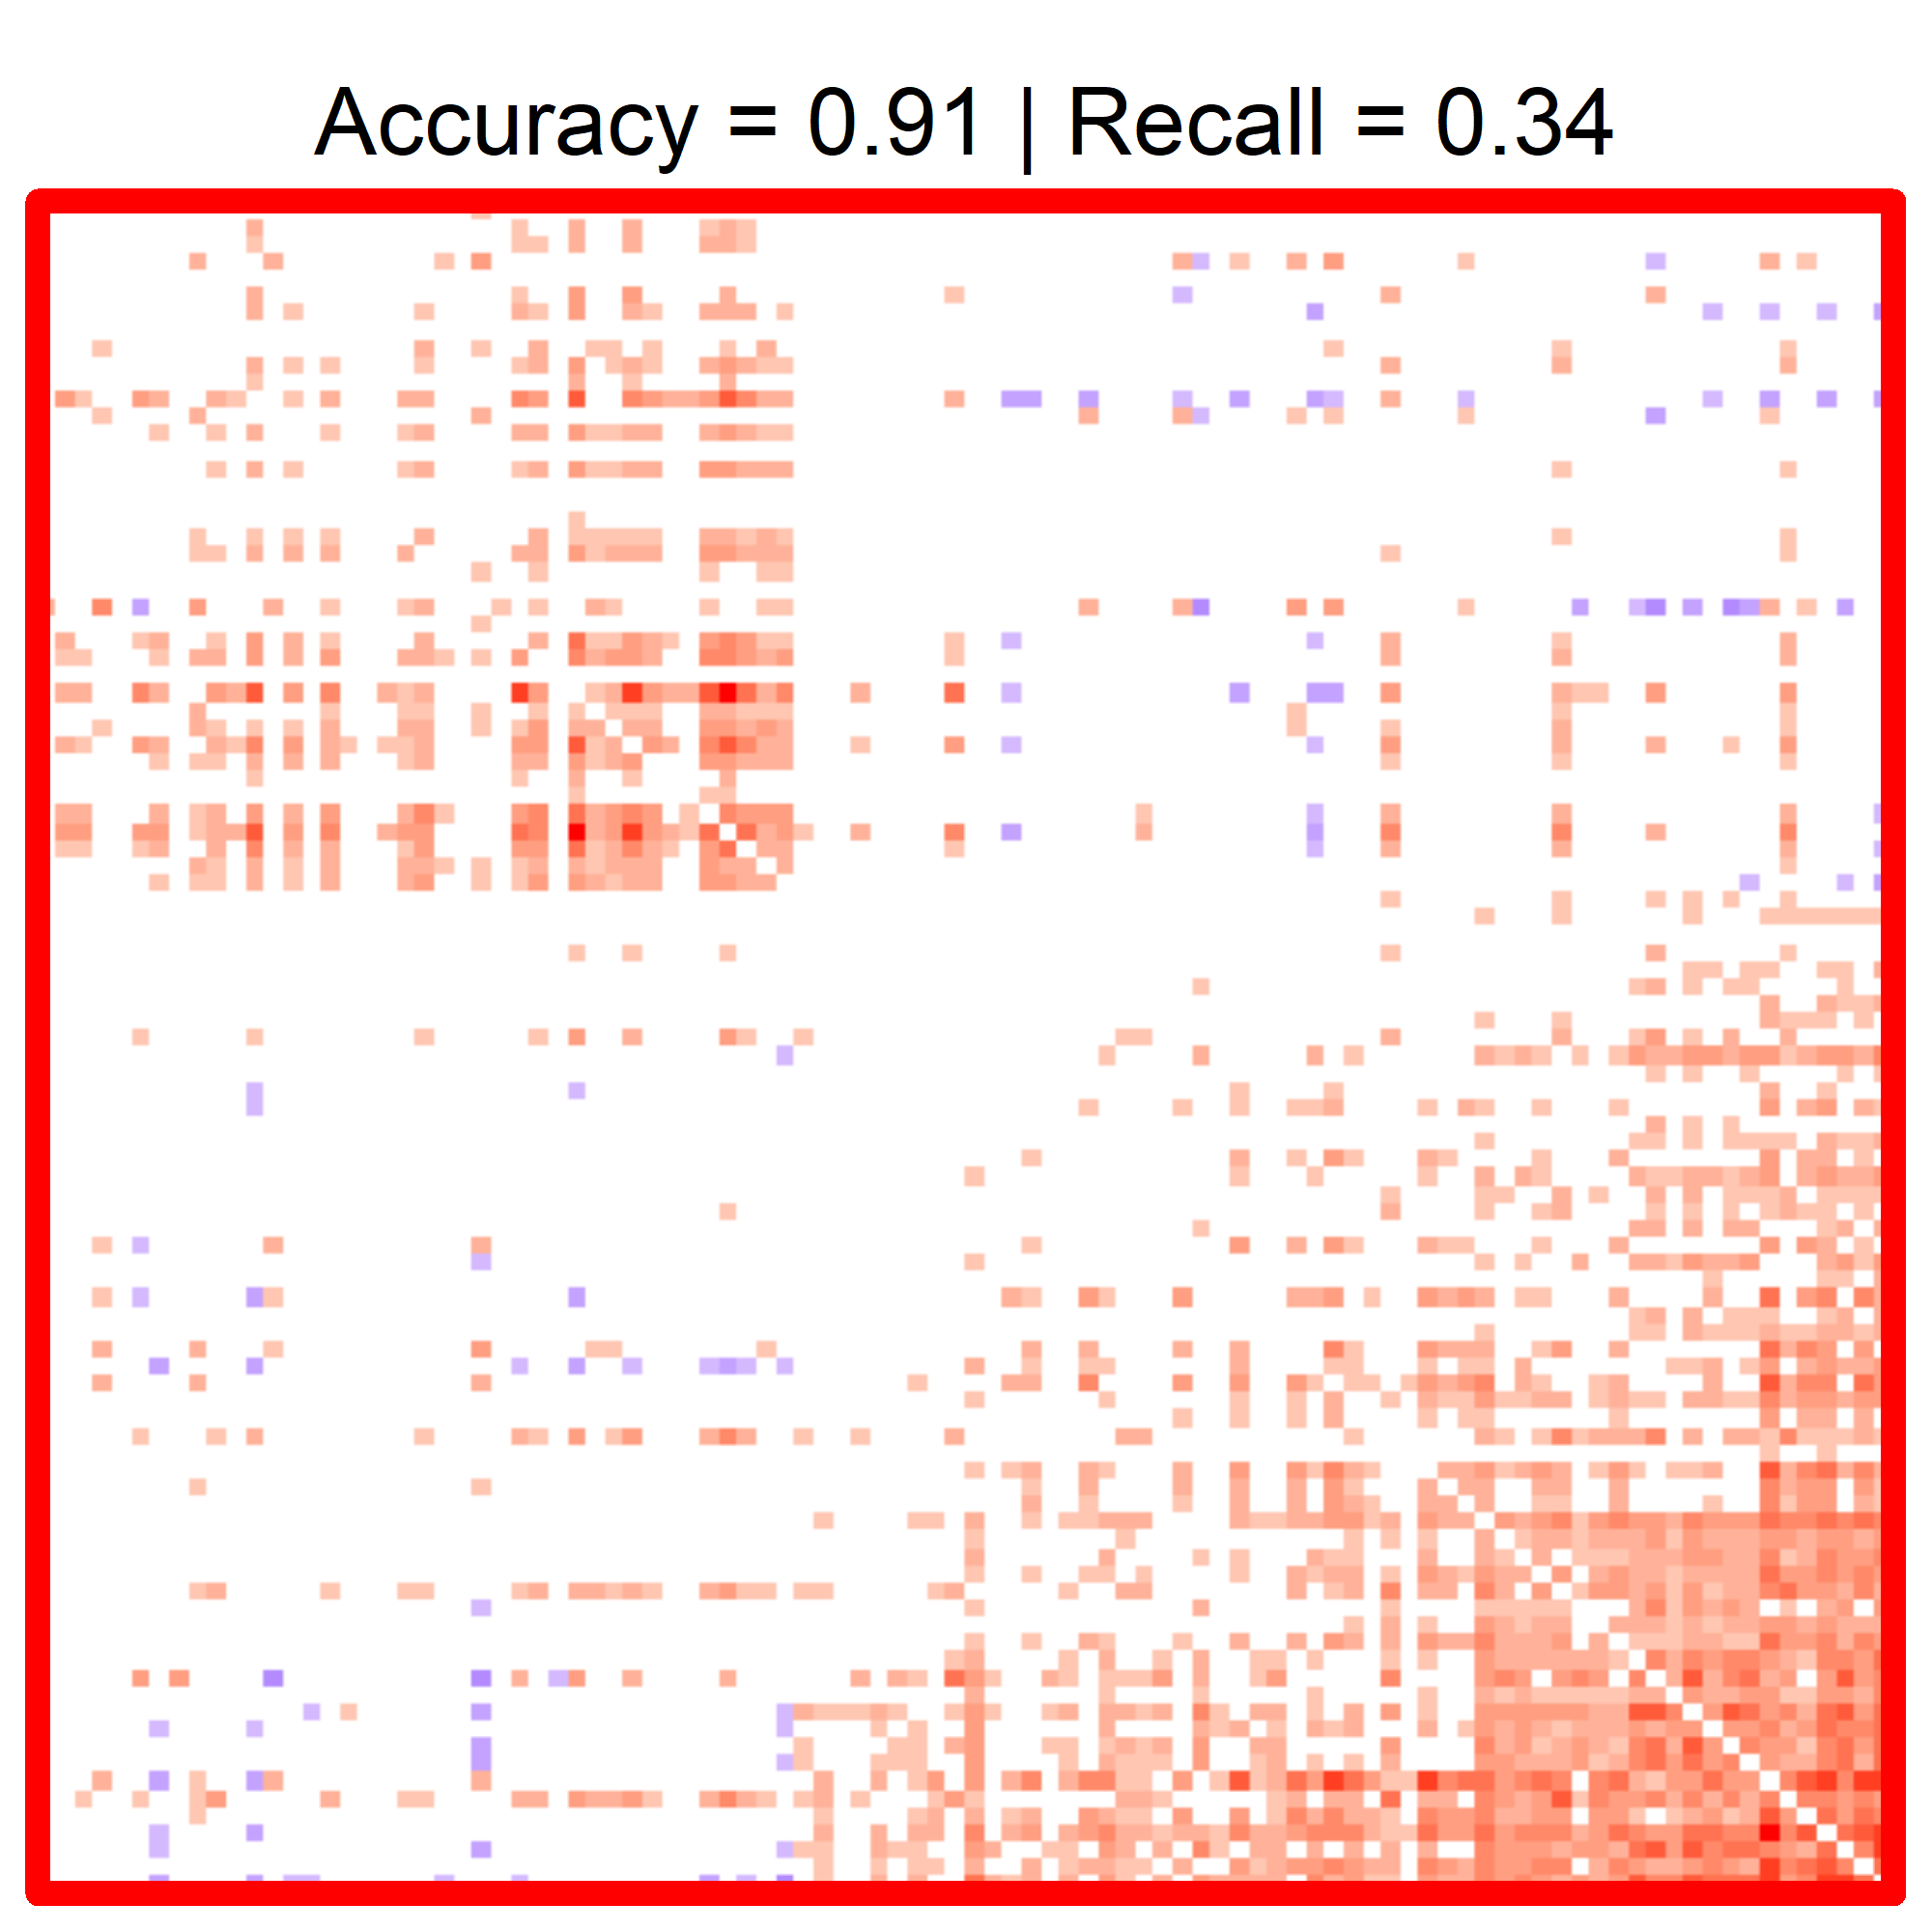 Accuracy = 0.91 | Recall = 0.34